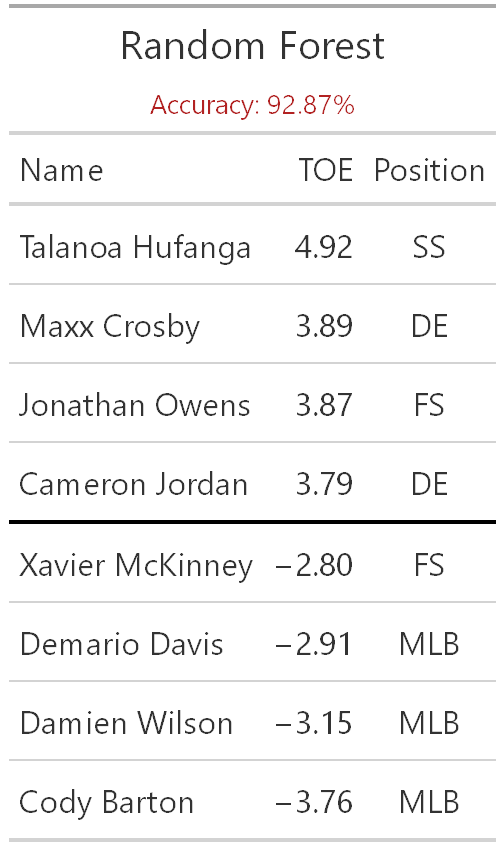 Random Forest
Accuracy: 92.87%
Name TOE Position
Talanoa Hufanga 4.92 SS
Maxx Crosby 3.89 DE
Jonathan Owens 3.87 FS
Cameron Jordan 3.79 DE
Xavier McKinney −2.80 FS
Demario Davis −2.91 MLB
Damien Wilson −3.15 MLB
Cody Barton −3.76 MLB